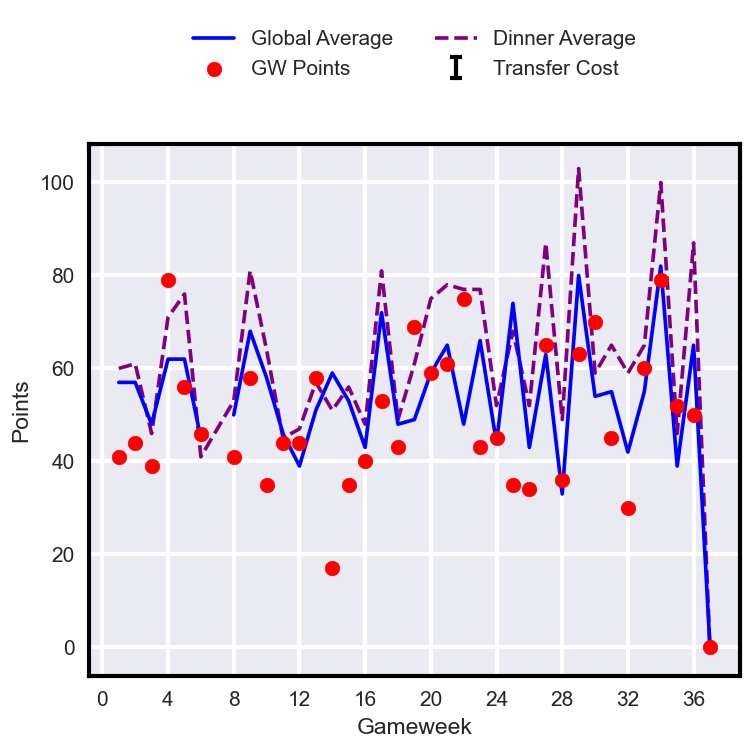 Global Average
Dinner Average
GW Points
Transfer Cost
100
80
60
40
20
0
Points
0 4 8 12 16 20 24 28 32 36
Gameweek